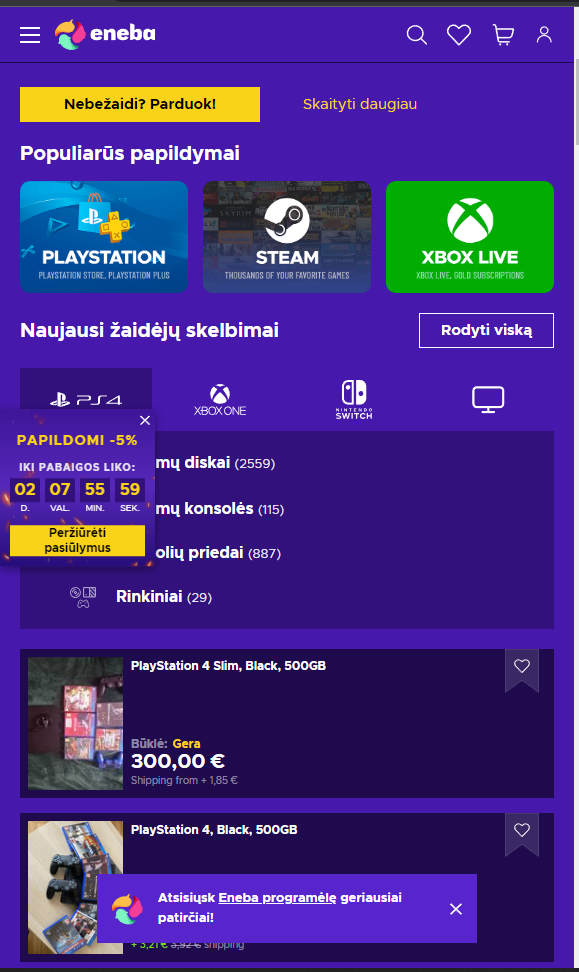 eneba
Nebežaidi? Parduok!
Skaityti daugiau
Populiarūs papildymai
PLAYSTATION
PLAYSTATION STORE, PLAYSTATION PLUS
STEAM
THOUSANDS OF YOUR FAVORITE GAMES
XBOX LIVE
XBOX LIVE, GOLD SUBSCRIPTIONS
Naujausi žaidėjų skelbimai
Rodyti viską
PS4
XBOX ONE
NINTENDO
SWITCH
PAPILDOMI -5%
IKI PABAIGOS LIKO:
02 07 55 59
D. VAL. MIN. SEK.
Peržiūrėti
pasiūlymus
mų diskai (2559)
mų konsolės (115)
olių priedai (887)
Rinkiniai (29)
PlayStation 4 Slim, Black, 500GB
Būklė: Gera
300,00 €
Shipping from + 1,85 €
PlayStation 4, Black, 500GB
Atsisiųsk Eneba programėlę geriausiai
patirčiai!
+ 3,21 € 3,92 € shipping